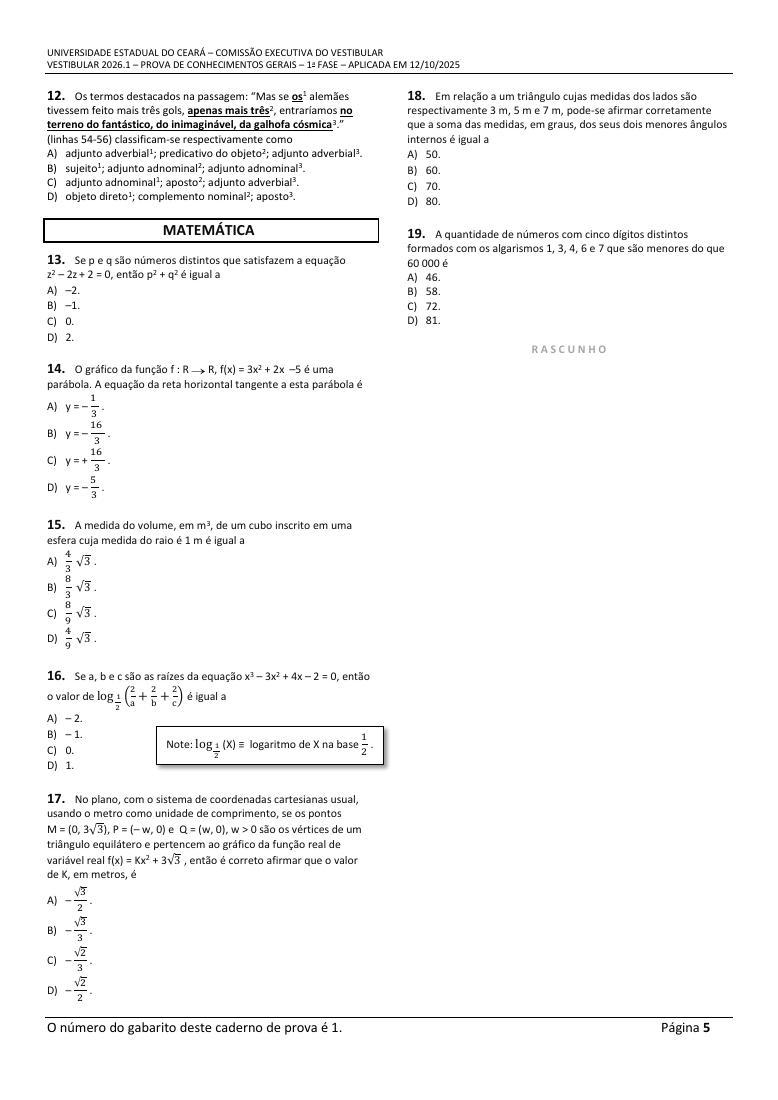 UNIVERSIDADE ESTADUAL DO CEARÁ – COMISSÃO EXECUTIVA DO VESTIBULAR
VESTIBULAR 2026.1 – PROVA DE CONHECIMENTOS GERAIS – 1ª FASE – APLICADA EM 12/10/2025
12. Os termos destacados na passagem: “Mas se os¹ alemães
tivessem feito mais três gols, apenas mais três², entraríamos no
terreno do fantástico, do inimaginável, da galhofa cósmica³.”
(linhas 54-56) classificam-se respectivamente como
A) adjunto adverbial¹; predicativo do objeto²; adjunto adverbial³.
B) sujeito¹; adjunto adnominal²; adjunto adnominal³.
C) adjunto adnominal¹; aposto²; adjunto adverbial³.
D) objeto direto¹; complemento nominal²; aposto³.
MATEMÁTICA
13. Se p e q são números distintos que satisfazem a equação
z² – 2z + 2 = 0, então p² + q² é igual a
A) –2.
B) –1.
C) 0.
D) 2.
14. O gráfico da função f : R → R, f(x) = 3x² + 2x –5 é uma
parábola. A equação da reta horizontal tangente a esta parábola é
A) y = – 1/3 .
B) y = – 16/3 .
C) y = + 16/3 .
D) y = – 5/3 .
15. A medida do volume, em m³, de um cubo inscrito em uma
esfera cuja medida do raio é 1 m é igual a
A) 4/3 √3 .
B) 8/3 √3 .
C) 8/9 √3 .
D) 4/9 √3 .
16. Se a, b e c são as raízes da equação x³ – 3x² + 4x – 2 = 0, então
o valor de log 1/2 (2/a + 2/b + 2/c) é igual a
A) – 2.
B) – 1.
C) 0.
D) 1.
Note: log 1/2 (X) ≡ logaritmo de X na base 1/2 .
17. No plano, com o sistema de coordenadas cartesianas usual,
usando o metro como unidade de comprimento, se os pontos
M = (0, 3√3), P = (– w, 0) e Q = (w, 0), w > 0 são os vértices de um
triângulo equilátero e pertencem ao gráfico da função real de
variável real f(x) = Kx² + 3√3 , então é correto afirmar que o valor
de K, em metros, é
A) – √3/2 .
B) – √3/3 .
C) – √2/3 .
D) – √2/2 .
18. Em relação a um triângulo cujas medidas dos lados são
respectivamente 3 m, 5 m e 7 m, pode-se afirmar corretamente
que a soma das medidas, em graus, dos seus dois menores ângulos
internos é igual a
A) 50.
B) 60.
C) 70.
D) 80.
19. A quantidade de números com cinco dígitos distintos
formados com os algarismos 1, 3, 4, 6 e 7 que são menores do que
60 000 é
A) 46.
B) 58.
C) 72.
D) 81.
RASCUNHO
O número do gabarito deste caderno de prova é 1.
Página 5